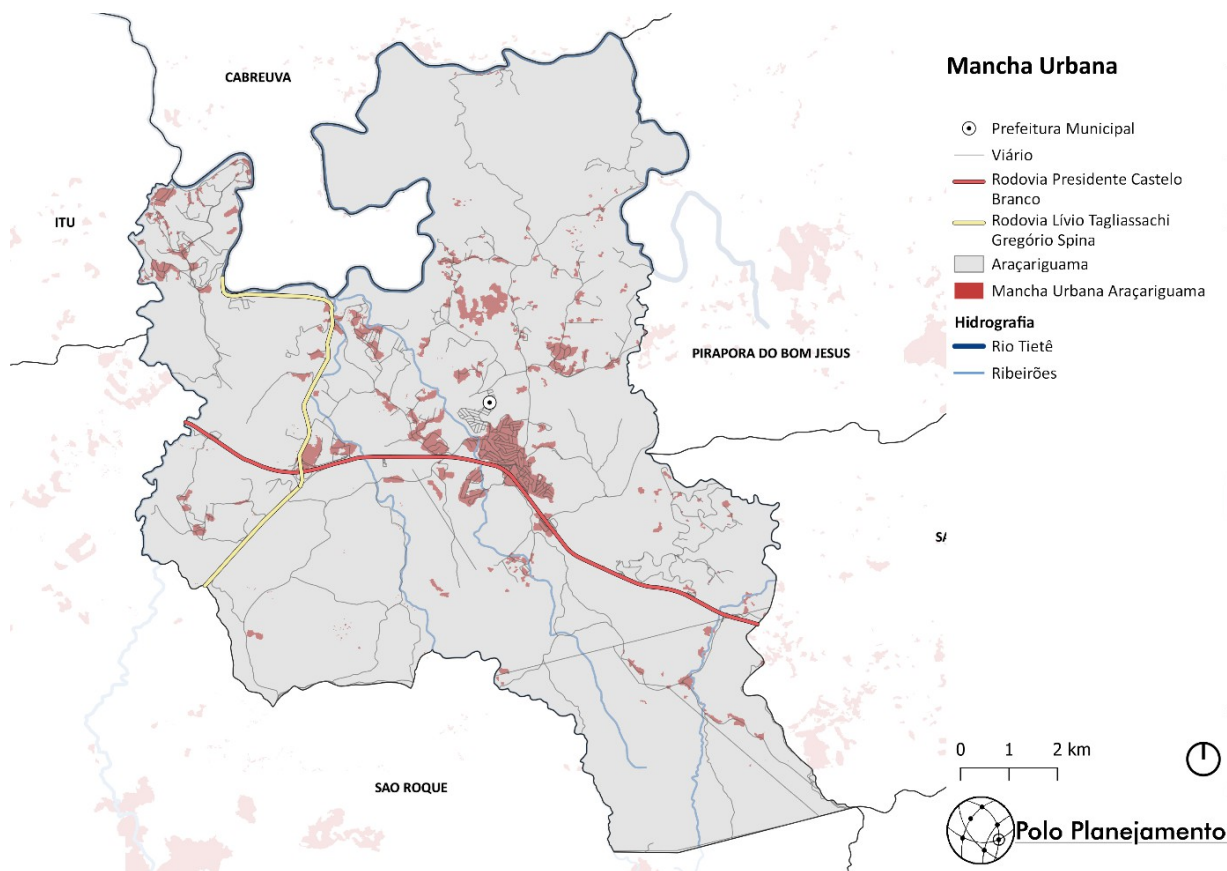 CABREUVA
ITU
PIRAPORA DO BOM JESUS
SAO ROQUE
Mancha Urbana
Prefeitura Municipal
Viário
Rodovia Presidente Castelo
Branco
Rodovia Lívio Tagliassachi
Gregório Spina
Araçariguama
Mancha Urbana Araçariguama
Hidrografia
Rio Tietê
Ribeirões
0 1 2 km
Polo Planejamento